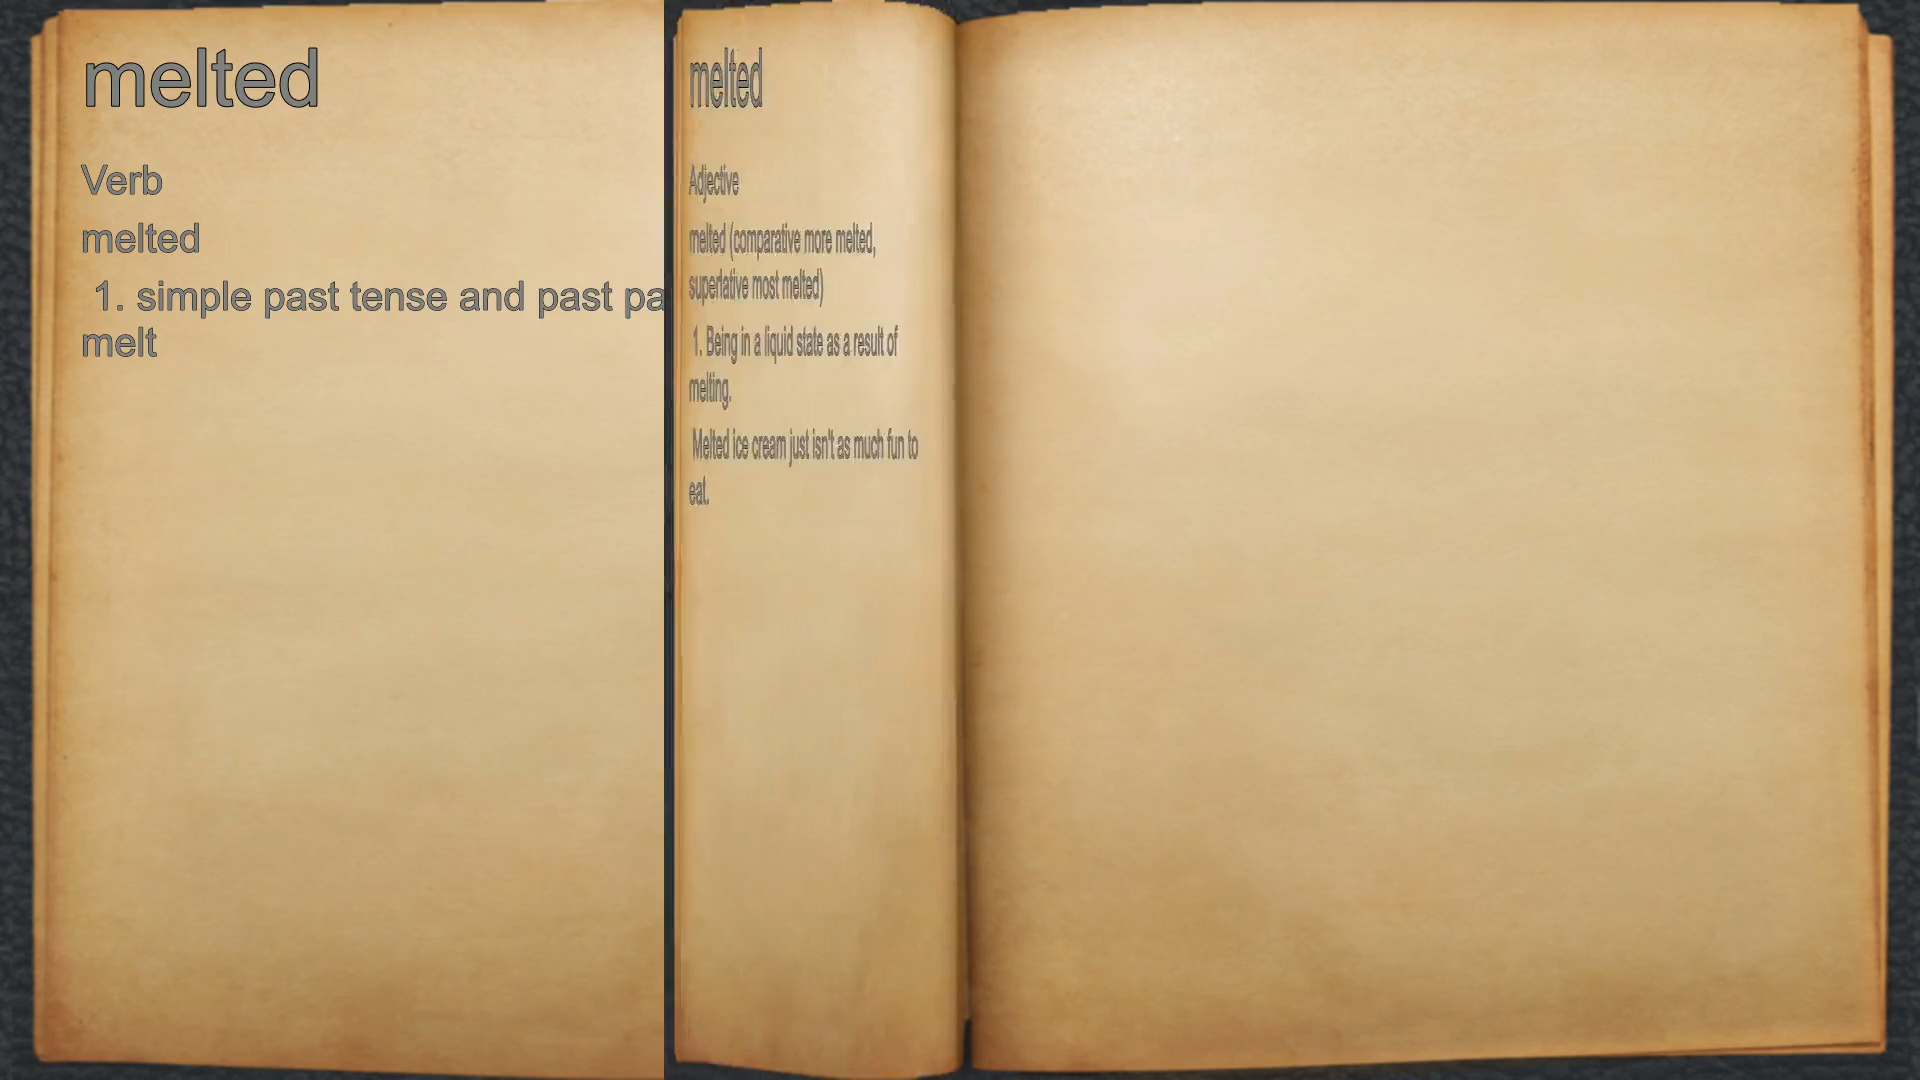 melted
Verb
melted
1. simple past tense and past pa
melt
melted
Adjective
melted (comparative more melted,
superlative most melted)
1. Being in a liquid state as a result of
melting.
Melted ice cream just isn't as much fun to
eat.